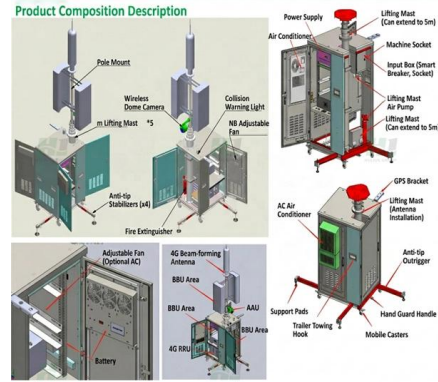 Product Composition Description
Pole Mount
Wireless
Dome Camera
Collision
Warning Light
NB Adjustable
Fan
m Lifting Mast *5
Anti-tip
Stabilizers (x4)
Fire Extinguisher
Power Supply
Air Conditioner
Lifting Mast
(Can extend to 5m)
Machine Socket
Input Box (Smart
Breaker, Socket)
Lifting Mast
Air Pump
Lifting Mast
(Can extend to 5m
Adjustable Fan
(Optional AC)
Battery
4G Beam-forming
Antenna
BBU Area
BBU Area
AAU
BBU Area
4G RRU
GPS Bracket
AC Air
Conditioner
Lifting Mast
(Antenna
Installation)
Anti-tip
Outrigger
Support Pads
Trailer Towing
Hook
Hand Guard Handle
Mobile Casters